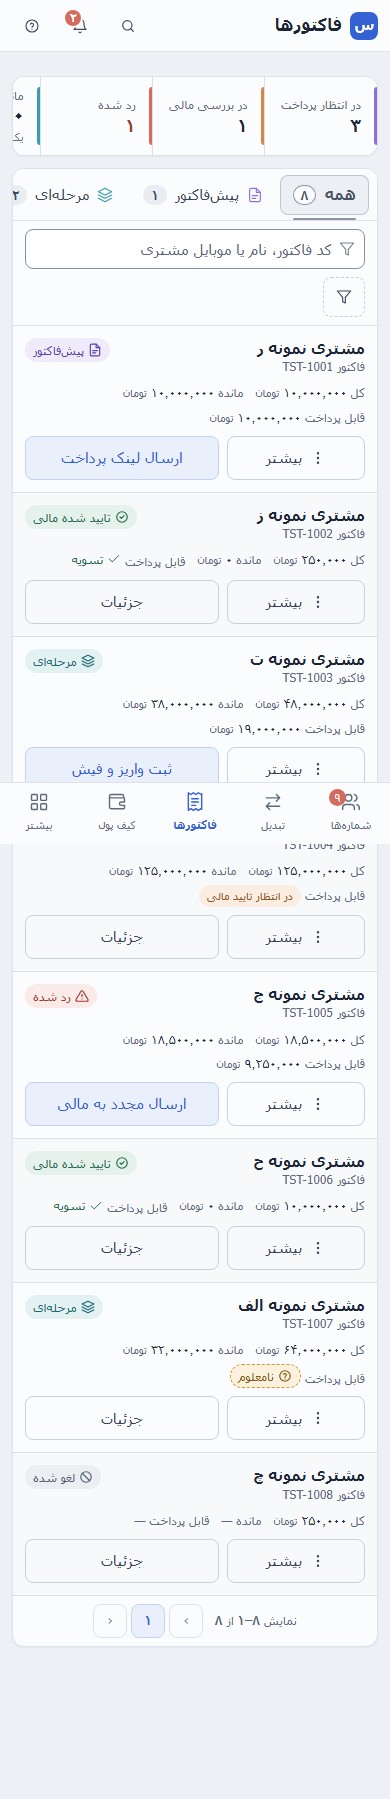 س فاکتورها ۲
در انتظار پرداخت
۳
در بررسی مالی
۱
رد شده
۱
همه ۸ پیش‌فاکتور ۱ مرحله‌ای ۲
کد فاکتور، نام یا موبایل مشتری
مشتری نمونه ر پیش‌فاکتور
فاکتور TST-1001
کل ۱۰,۰۰۰,۰۰۰ تومان مانده ۱۰,۰۰۰,۰۰۰ تومان
قابل پرداخت ۱۰,۰۰۰,۰۰۰ تومان
بیشتر ارسال لینک پرداخت
مشتری نمونه ز تایید شده مالی
فاکتور TST-1002
کل ۲۵۰,۰۰۰ تومان مانده ۰ تومان قابل پرداخت ✓ تسویه
بیشتر جزئیات
مشتری نمونه ت مرحله‌ای
فاکتور TST-1003
کل ۴۸,۰۰۰,۰۰۰ تومان مانده ۳۸,۰۰۰,۰۰۰ تومان
قابل پرداخت ۱۹,۰۰۰,۰۰۰ تومان
بیشتر ثبت واریز و فیش
شماره‌ها ۹ تبدیل فاکتورها کیف پول بیشتر
فاکتور TST-1004
کل ۱۲۵,۰۰۰,۰۰۰ تومان مانده ۱۲۵,۰۰۰,۰۰۰ تومان
قابل پرداخت در انتظار تایید مالی
بیشتر جزئیات
مشتری نمونه ج رد شده
فاکتور TST-1005
کل ۱۸,۵۰۰,۰۰۰ تومان مانده ۱۸,۵۰۰,۰۰۰ تومان
قابل پرداخت ۹,۲۵۰,۰۰۰ تومان
بیشتر ارسال مجدد به مالی
مشتری نمونه ح تایید شده مالی
فاکتور TST-1006
کل ۱۰,۰۰۰,۰۰۰ تومان مانده ۰ تومان قابل پرداخت ✓ تسویه
بیشتر جزئیات
مشتری نمونه الف مرحله‌ای
فاکتور TST-1007
کل ۶۴,۰۰۰,۰۰۰ تومان مانده ۳۲,۰۰۰,۰۰۰ تومان
قابل پرداخت نامعلوم
بیشتر جزئیات
مشتری نمونه چ لغو شده
فاکتور TST-1008
کل ۲۵۰,۰۰۰ تومان مانده — قابل پرداخت —
بیشتر جزئیات
نمایش ۱–۸ از ۸ › ۱ ‹